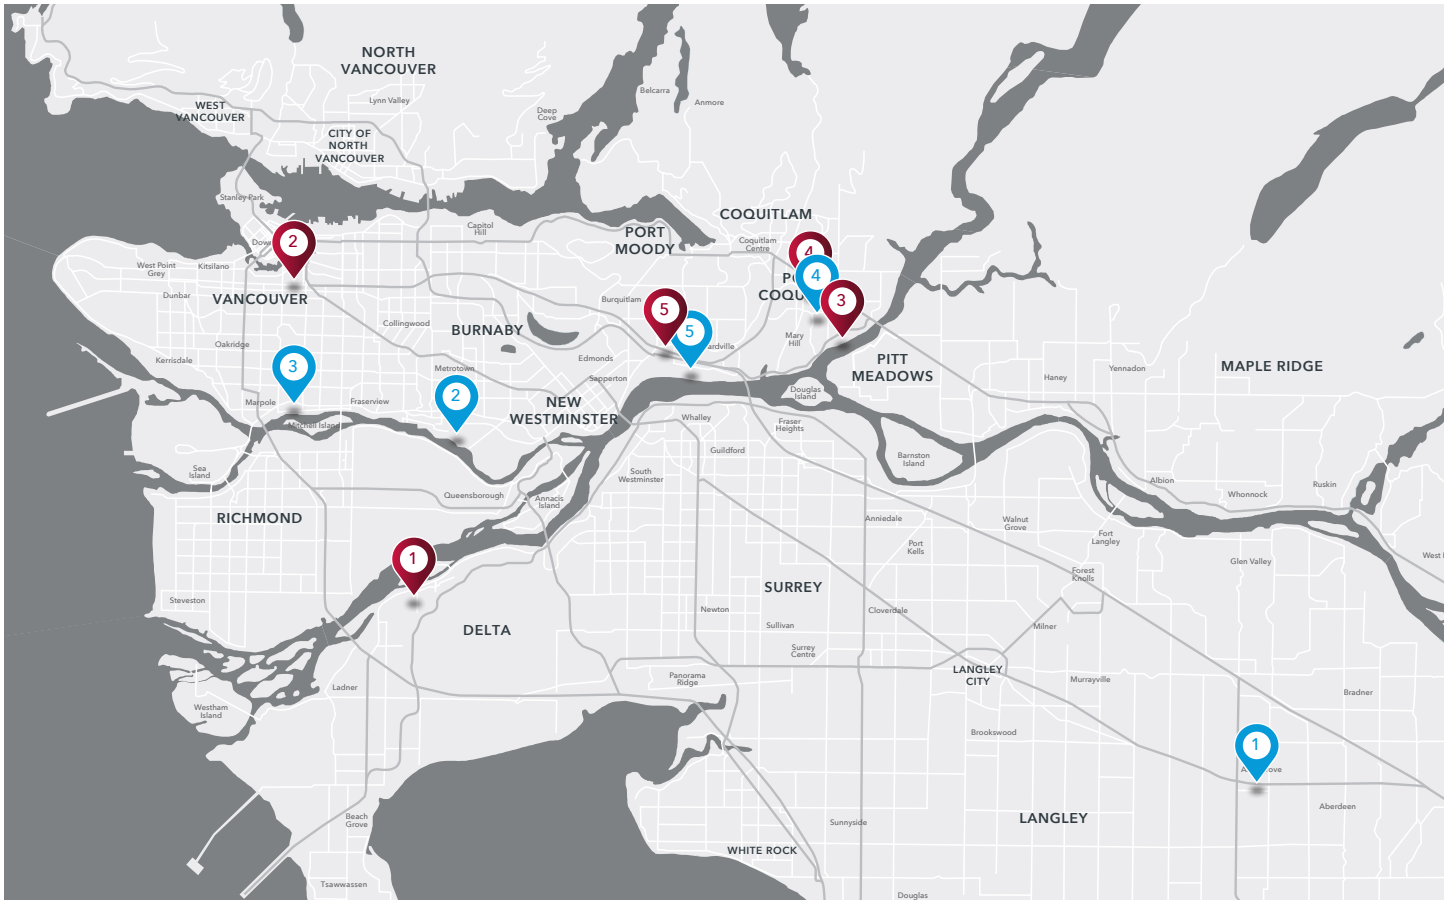 NORTH
VANCOUVER
Lynn Valley
WEST
VANCOUVER
CITY OF
NORTH
VANCOUVER
Deep
Cove
Belcarra
Anmore
Stanley Park
Capitol
Hill
COQUITLAM
PORT
MOODY
Coquitlam
Centre
2
4
4
3
West Point
Grey
Kitsilano
Dunbar
VANCOUVER
Burquitlam
5
5
Collingwood
BURNABY
Oakridge
Kerrisdale
3
Metrotown
Edmonds
Sapperton
Mary
Hill
PITT
MEADOWS
Douglas
Island
MAPLE RIDGE
Haney
Yennadon
Marpole
Fraserview
2
Mitchell Island
NEW
WESTMINSTER
Whalley
Fraser
Heights
Guildford
Barnston
Island
Sea
Island
South
Westminster
Queensborough
Annacis
Island
Albion
Whonnock
Ruskin
RICHMOND
Anniedale
Walnut
Grove
Port
Kells
Fort
Langley
Glen Valley
1
Forest
Knolls
SURREY
Steveston
Newton
Cloverdale
DELTA
Sullivan
Milner
Surrey
Centre
LANGLEY
CITY
Panorama
Ridge
Murrayville
Ladner
Bradner
Westham
Island
Brookswood
1
Aberdeen
Beach
Grove
Sunnyside
LANGLEY
WHITE ROCK
Tsawwassen
Douglas